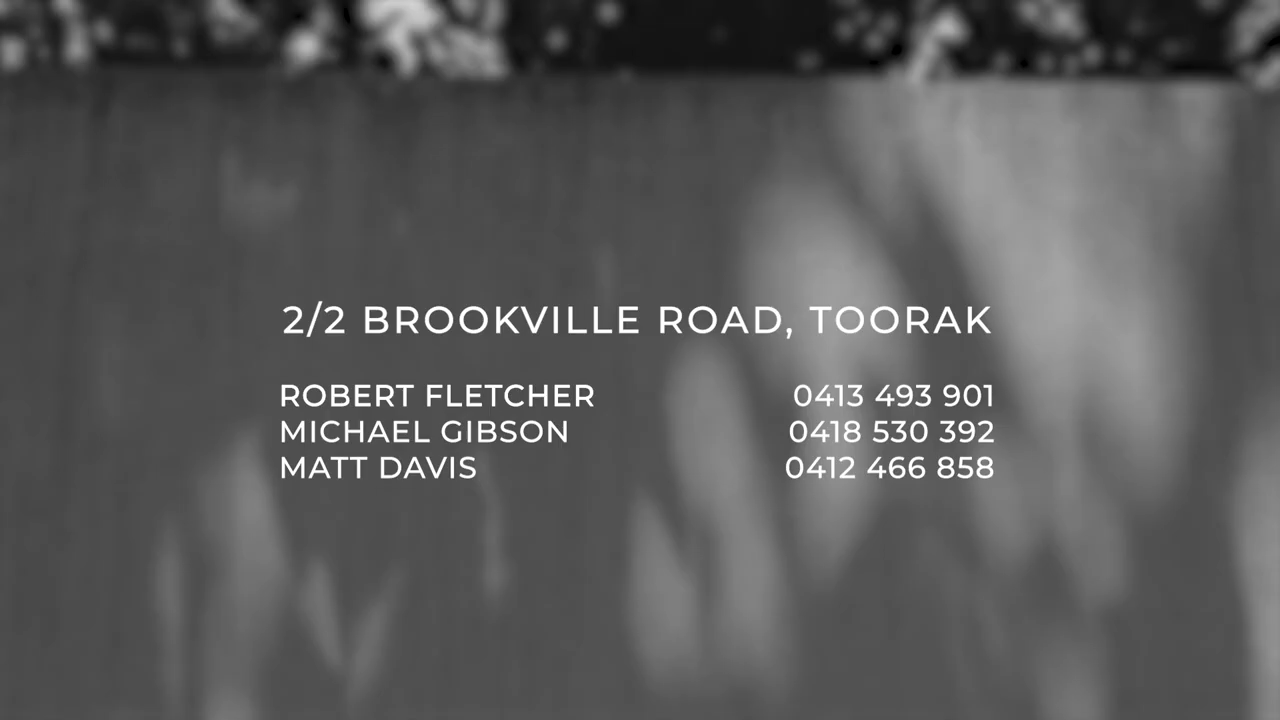 2/2 BROOKVILLE ROAD, TOORAK
ROBERT FLETCHER 0413 493 901
MICHAEL GIBSON 0418 530 392
MATT DAVIS 0412 466 858